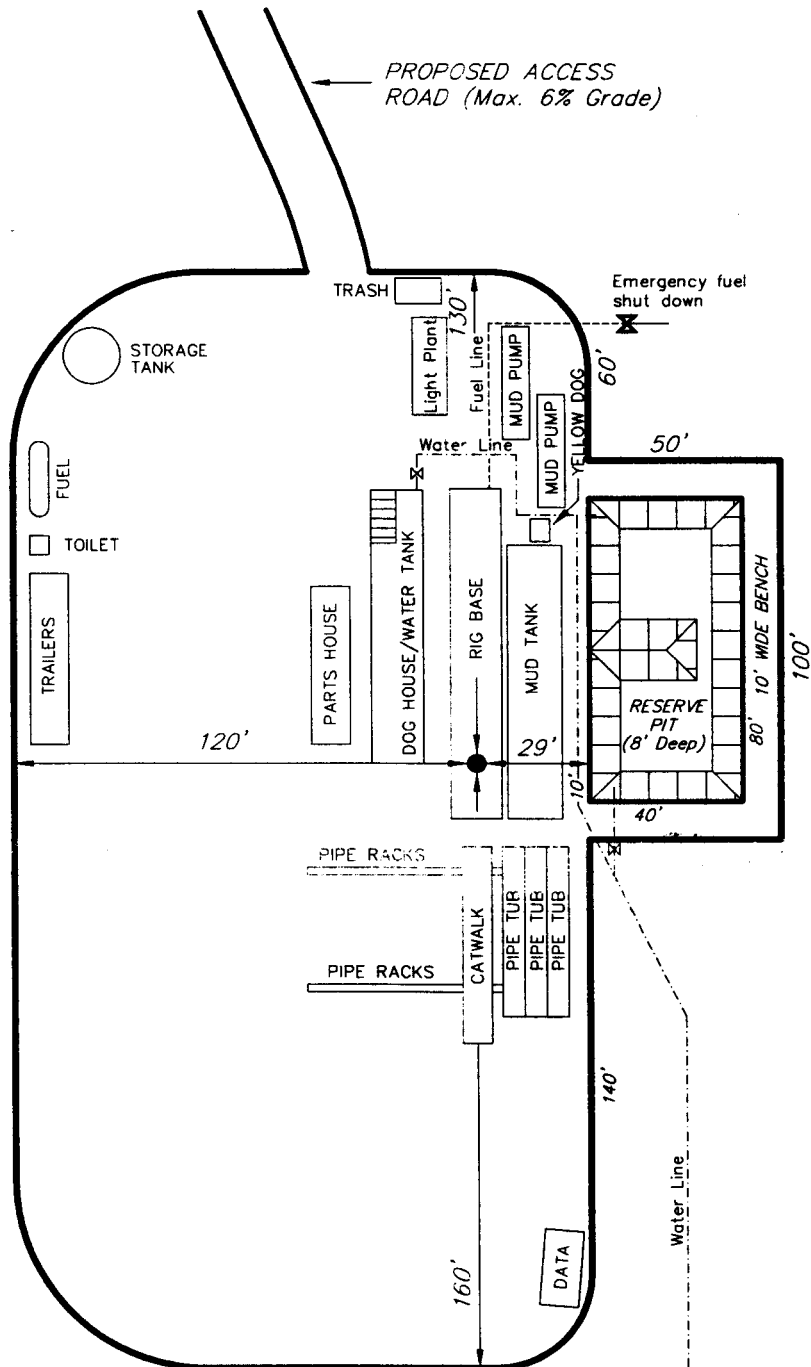 PROPOSED ACCESS
ROAD (Max. 6% Grade)
TRASH
130'
Emergency fuel
shut down
STORAGE
TANK
Light Plant
Fuel Line
MUD PUMP
60'
MUD PUMP
YELLOW DOG
Water Line
50'
FUEL
TOILET
TRAILERS
PARTS HOUSE
DOG HOUSE/WATER TANK
RIG BASE
MUD TANK
RESERVE
PIT
(8' Deep)
80'
10' WIDE BENCH
100'
120'
29'
10'
40'
PIPE RACKS
PIPE RACKS
CATWALK
PIPE TUB
PIPE TUB
PIPE TUB
140'
Water Line
160'
DATA